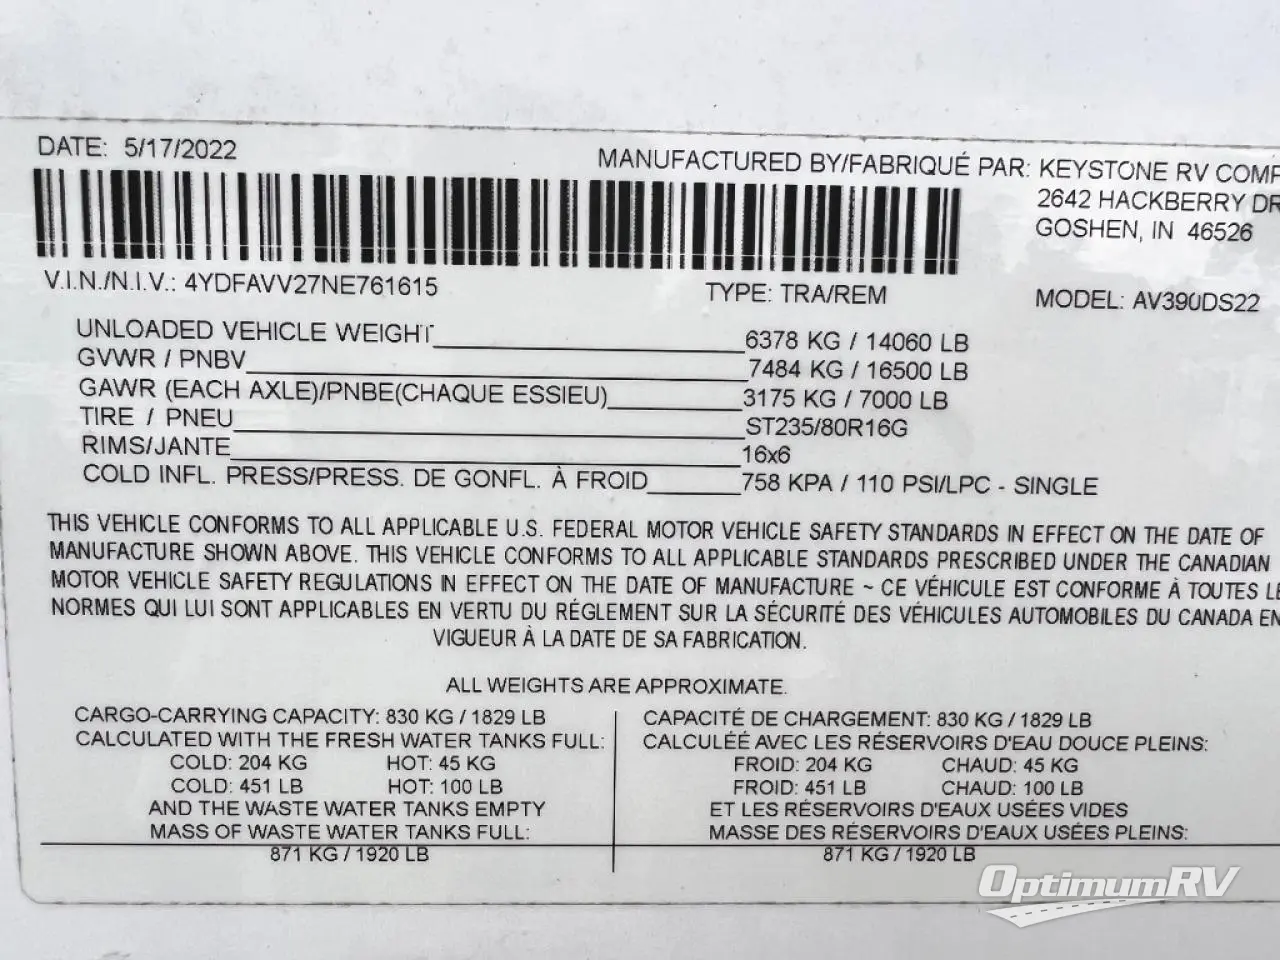 DATE: 5/17/2022
MANUFACTURED BY/FABRIQUÉ PAR: KEYSTONE RV COMP
2642 HACKBERRY DR
GOSHEN, IN 46526
V.I.N./N.I.V.: 4YDFAVV27NE761615
TYPE: TRA/REM
MODEL: AV390DS22
UNLOADED VEHICLE WEIGHT 6378 KG / 14060 LB
GVWR / PNBV 7484 KG / 16500 LB
GAWR (EACH AXLE)/PNBE(CHAQUE ESSIEU) 3175 KG / 7000 LB
TIRE / PNEU ST235/80R16G
RIMS/JANTE 16x6
COLD INFL. PRESS/PRESS. DE GONFL. À FROID 758 KPA / 110 PSI/LPC - SINGLE
THIS VEHICLE CONFORMS TO ALL APPLICABLE U.S. FEDERAL MOTOR VEHICLE SAFETY STANDARDS IN EFFECT ON THE DATE OF
MANUFACTURE SHOWN ABOVE. THIS VEHICLE CONFORMS TO ALL APPLICABLE STANDARDS PRESCRIBED UNDER THE CANADIAN
MOTOR VEHICLE SAFETY REGULATIONS IN EFFECT ON THE DATE OF MANUFACTURE ~ CE VÉHICULE EST CONFORME À TOUTES LE
NORMES QUI LUI SONT APPLICABLES EN VERTU DU RÉGLEMENT SUR LA SÉCURITÉ DES VÉHICULES AUTOMOBILES DU CANADA EN
VIGUEUR À LA DATE DE SA FABRICATION.
ALL WEIGHTS ARE APPROXIMATE.
CARGO-CARRYING CAPACITY: 830 KG / 1829 LB
CALCULATED WITH THE FRESH WATER TANKS FULL:
COLD: 204 KG HOT: 45 KG
COLD: 451 LB HOT: 100 LB
AND THE WASTE WATER TANKS EMPTY
MASS OF WASTE WATER TANKS FULL:
871 KG / 1920 LB
CAPACITÉ DE CHARGEMENT: 830 KG / 1829 LB
CALCULÉÉ AVEC LES RÉSERVOIRS D'EAU DOUCE PLEINS:
FROID: 204 KG CHAUD: 45 KG
FROID: 451 LB CHAUD: 100 LB
ET LES RÉSERVOIRS D'EAUX USÉES VIDES
MASSE DES RÉSERVOIRS D'EAUX USÉES PLEINS:
871 KG / 1920 LB
OptimumRV